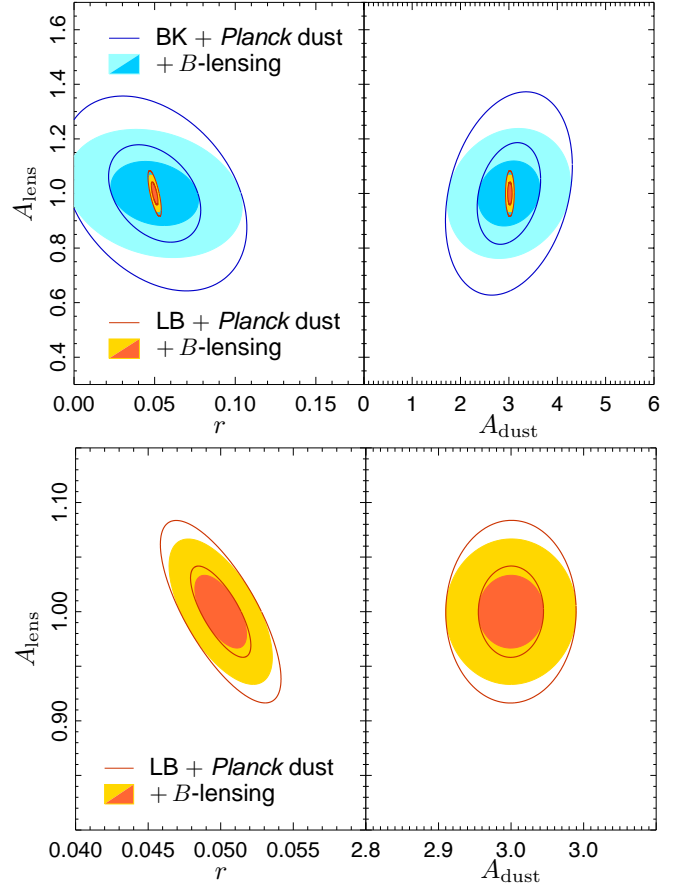 1.6
1.4
1.2
1.0
0.8
0.6
0.4
A_lens
BK + Planck dust
+ B-lensing
LB + Planck dust
+ B-lensing
0.00 0.05 0.10 0.15
r
0 1 2 3 4 5 6
A_dust
1.10
1.00
0.90
A_lens
LB + Planck dust
+ B-lensing
0.040 0.045 0.050 0.055
r
2.8 2.9 3.0 3.0
A_dust